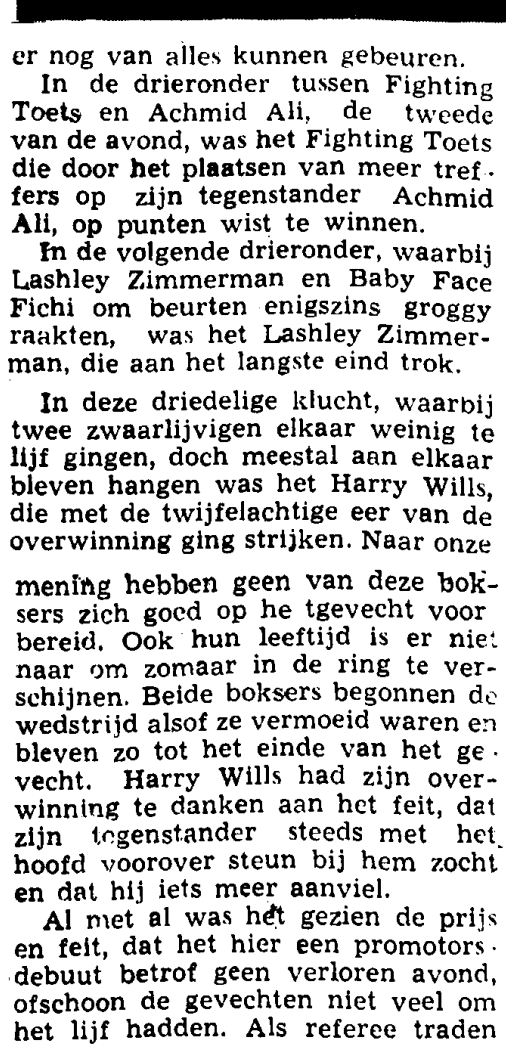 er nog van alles kunnen gebeuren.
In de drieronder tussen Fighting
Toets en Achmid Ali, de tweede
van de avond, was het Fighting Toets
die door het plaatsen van meer tref-
fers op zijn tegenstander Achmid
Ali, op punten wist te winnen.
In de volgende drieronder, waarbij
Lashley Zimmerman en Baby Face
Fichi om beurten enigszins groggy
raakten, was het Lashley Zimmer-
man, die aan het langste eind trok.
In deze driedelige klucht, waarbij
twee zwaarlijvigen elkaar weinig te
lijf gingen, doch meestal aan elkaar
bleven hangen was het Harry Wills,
die met de twijfelachtige eer van de
overwinning ging strijken. Naar onze
mening hebben geen van deze bok-
sers zich goed op he tgevecht voor
bereid. Ook hun leeftijd is er niet
naar om zomaar in de ring te ver-
schijnen. Beide boksers begonnen de
wedstrijd alsof ze vermoeid waren en
bleven zo tot het einde van het ge-
vecht. Harry Wills had zijn over-
winning te danken aan het feit, dat
zijn tegenstander steeds met het
hoofd voorover steun bij hem zocht
en dat hij iets meer aanviel.
Al met al was het gezien de prijs
en feit, dat het hier een promotors-
debuut betrof geen verloren avond,
ofschoon de gevechten niet veel om
het lijf hadden. Als referee traden